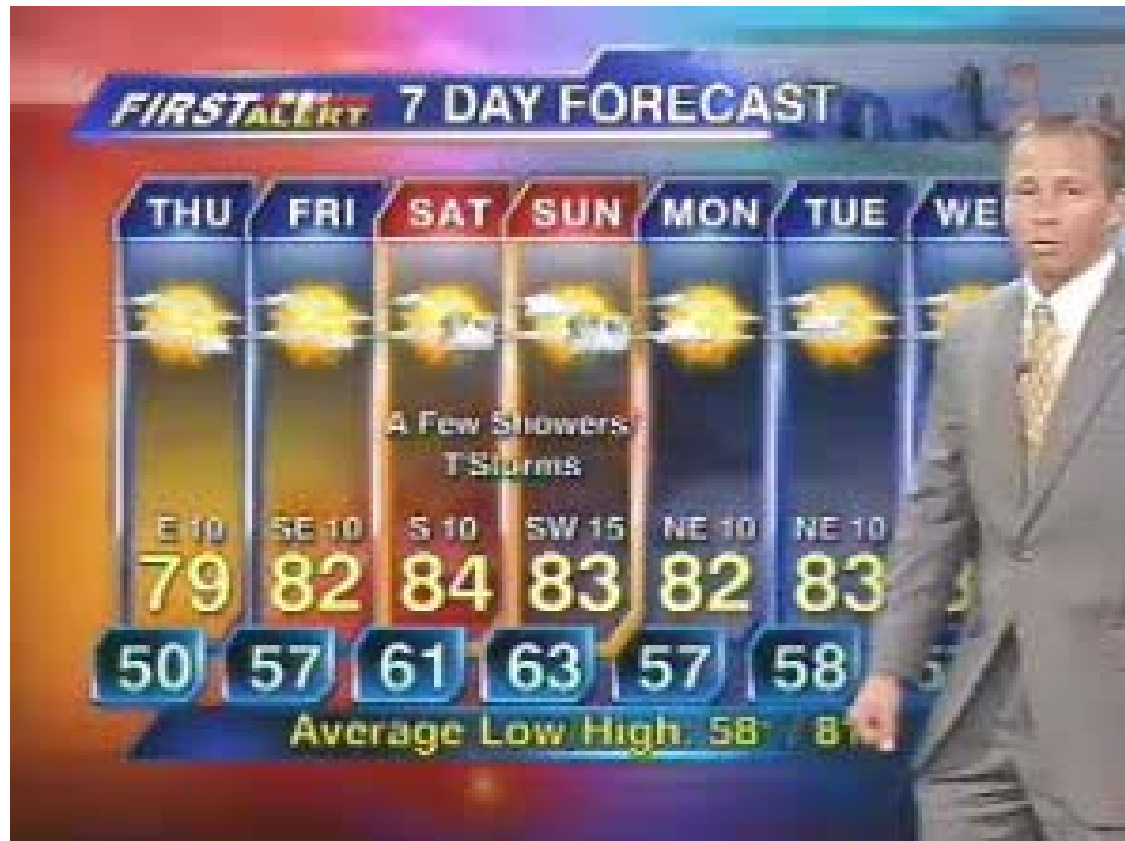 FIRST ALERT 7 DAY FORECAST
THU FRI SAT SUN MON TUE WE
A Few Showers
T-Storms
E 10 SE 10 S 10 SW 15 NE 10 NE 10
79 82 84 83 82 83
50 57 61 63 57 58
Average Low High: 58° / 81°